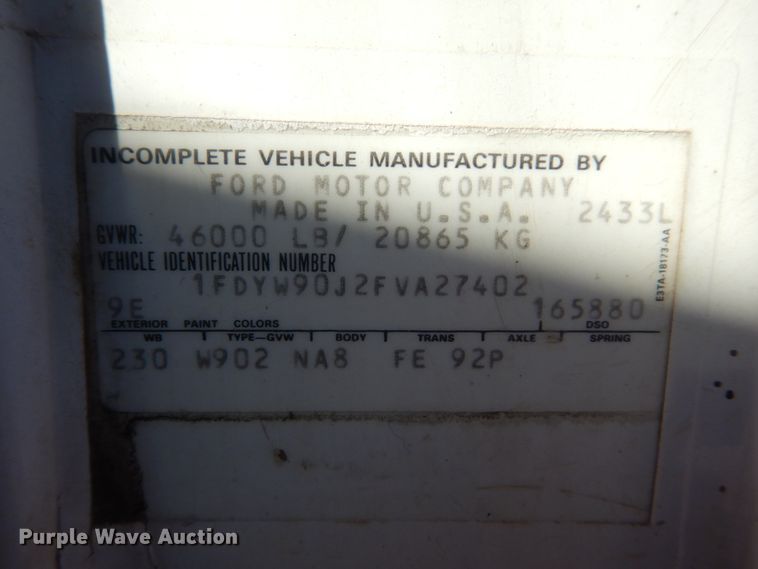 INCOMPLETE VEHICLE MANUFACTURED BY
FORD MOTOR COMPANY
MADE IN U.S.A. 2433L
GVWR: 46000 LB/ 20865 KG
VEHICLE IDENTIFICATION NUMBER
1FDYW90J2FVA27402
9E 165880
EXTERIOR PAINT COLORS DSO
WB TYPE—GVW BODY TRANS AXLE SPRING
230 W902 NA8 FE 92P
E3TA-18173-AA
Purple Wave Auction